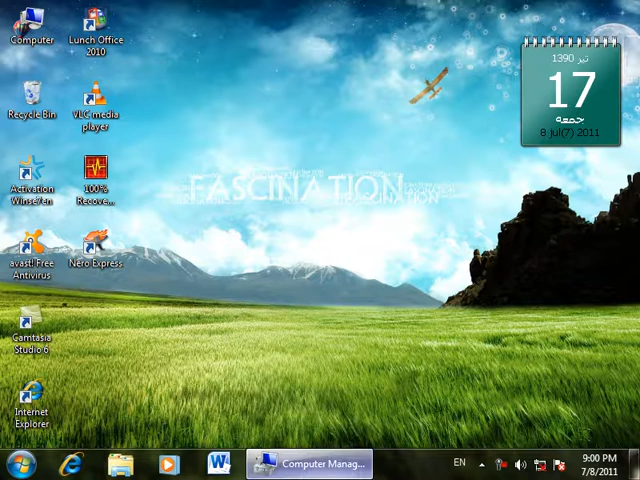 Computer
Lunch Office
2010
Recycle Bin
VLC media
player
Activation
Winse7en
100%
Recove...
avast! Free
Antivirus
Nero Express
Camtasia
Studio 6
Internet
Explorer
FASCINATION
FASCINATION
تیر 1390
17
جمعه
8 jul(7) 2011
Computer Manag...
EN
9:00 PM
7/8/2011